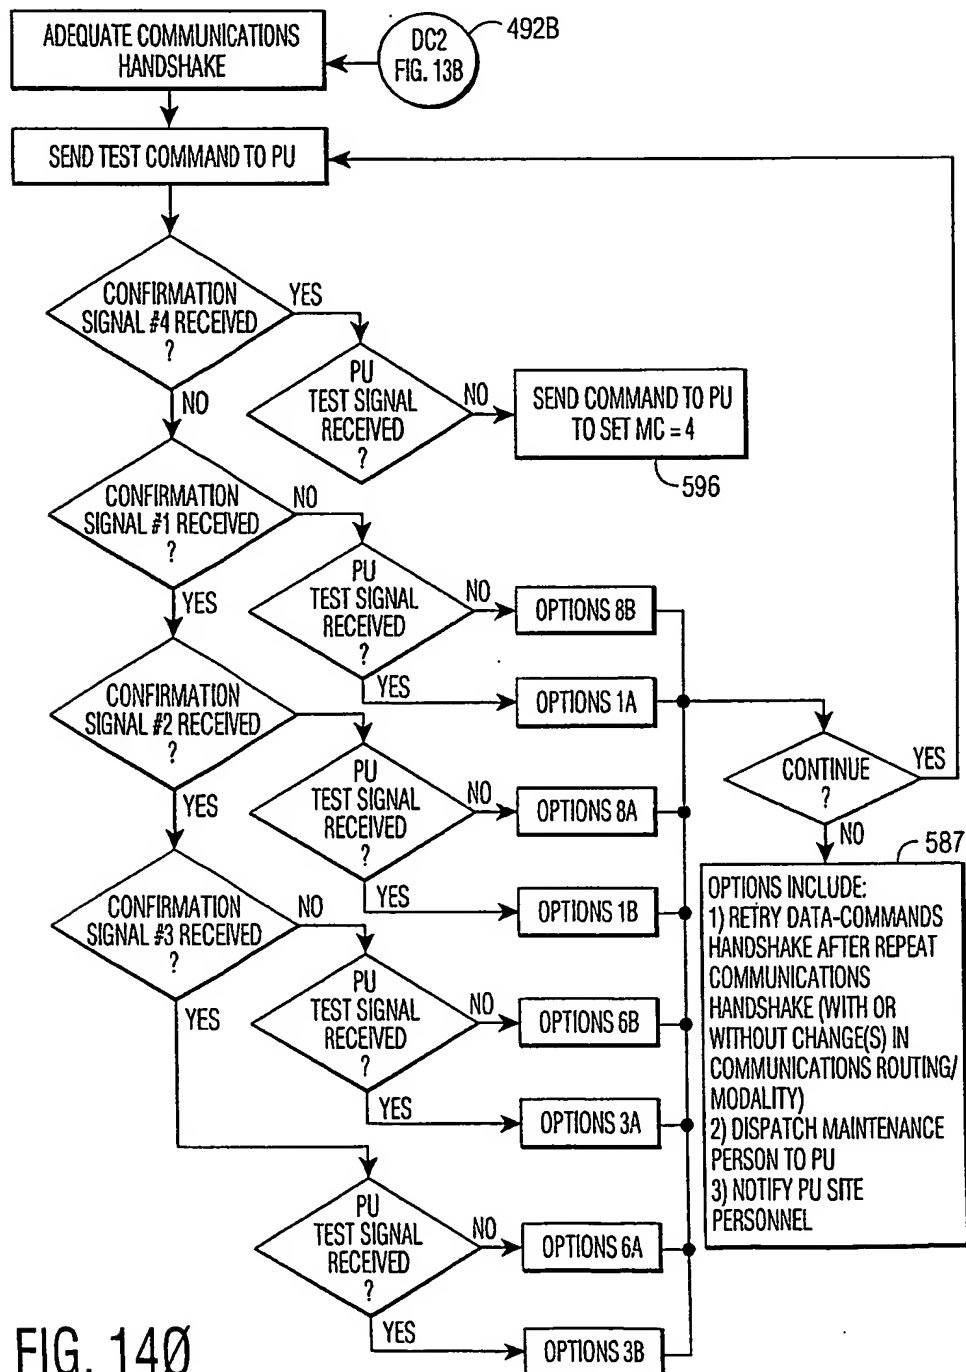 ADEQUATE COMMUNICATIONS
HANDSHAKE
DC2
FIG. 13B
492B
SEND TEST COMMAND TO PU
CONFIRMATION
SIGNAL #4 RECEIVED
?
YES
NO
PU
TEST SIGNAL
RECEIVED
?
NO
SEND COMMAND TO PU
TO SET MC = 4
596
CONFIRMATION
SIGNAL #1 RECEIVED
?
NO
YES
PU
TEST SIGNAL
RECEIVED
?
NO
OPTIONS 8B
YES
OPTIONS 1A
CONFIRMATION
SIGNAL #2 RECEIVED
?
YES
PU
TEST SIGNAL
RECEIVED
?
NO
OPTIONS 8A
YES
OPTIONS 1B
CONTINUE
?
YES
NO
587
OPTIONS INCLUDE:
1) RETRY DATA-COMMANDS
HANDSHAKE AFTER REPEAT
COMMUNICATIONS
HANDSHAKE (WITH OR
WITHOUT CHANGE(S) IN
COMMUNICATIONS ROUTING/
MODALITY)
2) DISPATCH MAINTENANCE
PERSON TO PU
3) NOTIFY PU SITE
PERSONNEL
CONFIRMATION
SIGNAL #3 RECEIVED
?
NO
YES
PU
TEST SIGNAL
RECEIVED
?
NO
OPTIONS 6B
YES
OPTIONS 3A
PU
TEST SIGNAL
RECEIVED
?
NO
OPTIONS 6A
YES
OPTIONS 3B
FIG. 14Ø